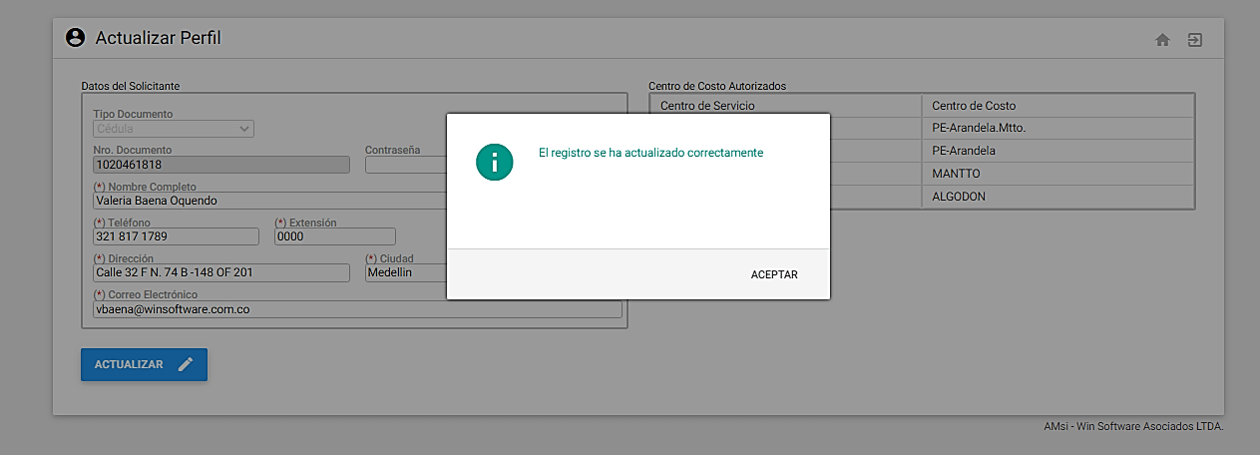 Actualizar Perfil
Datos del Solicitante
Tipo Documento
Cédula
Nro. Documento
Contraseña
1020461818
(*) Nombre Completo
Valeria Baena Oquendo
(*) Teléfono
(*) Extensión
321 817 1789
0000
(*) Dirección
(*) Ciudad
Calle 32 F N. 74 B -148 OF 201
Medellin
(*) Correo Electrónico
vbaena@winsoftware.com.co
ACTUALIZAR
Centro de Costo Autorizados
Centro de Servicio
Centro de Costo
PE-Arandela.Mtto.
PE-Arandela
MANTTO
ALGODON
El registro se ha actualizado correctamente
ACEPTAR
AMsi - Win Software Asociados LTDA.